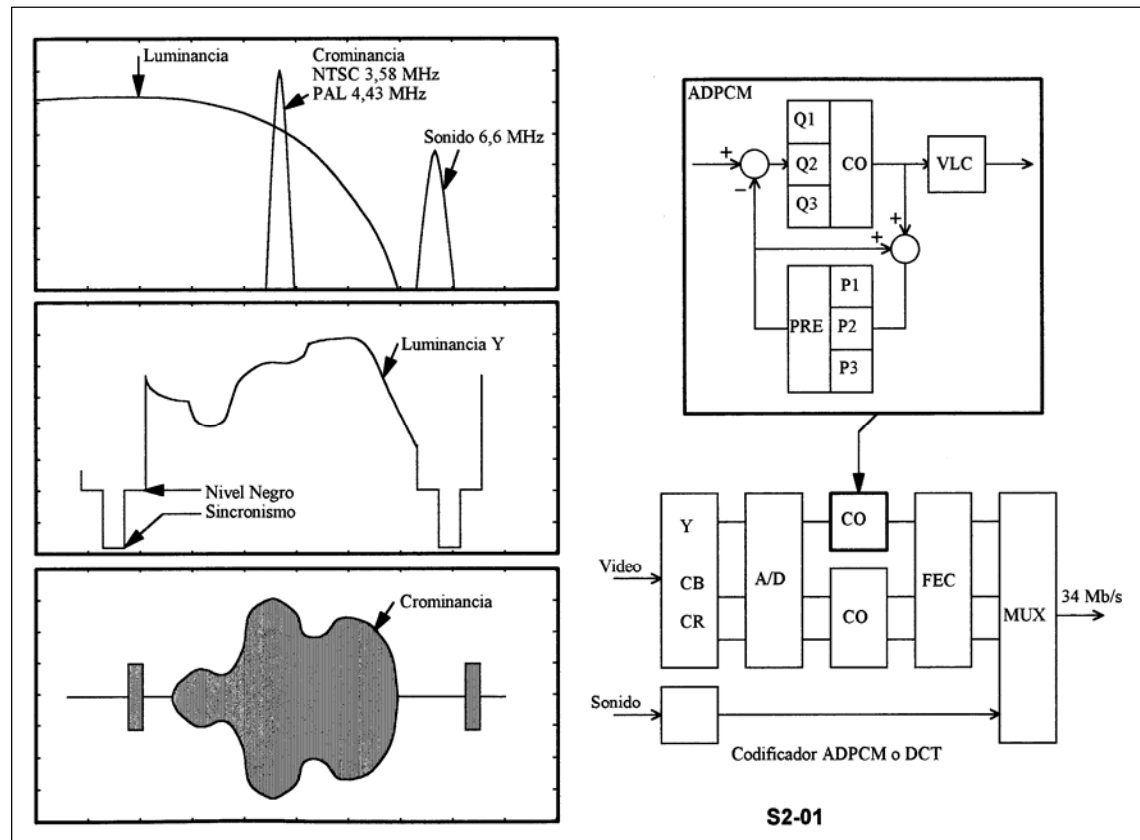 Luminancia
Crominancia
NTSC 3,58 MHz
PAL 4,43 MHz
Sonido 6,6 MHz
Luminancia Y
Nivel Negro
Sincronismo
Crominancia
ADPCM
Q1
Q2
Q3
CO
VLC
+
−
+
+
PRE
P1
P2
P3
Video
Y
CB
CR
A/D
CO
CO
FEC
MUX
34 Mb/s
Sonido
Codificador ADPCM o DCT
S2-01